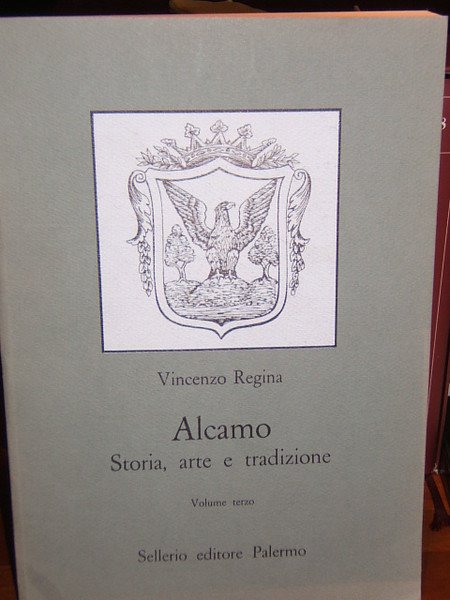 Vincenzo Regina
Alcamo
Storia, arte e tradizione
Volume terzo
Sellerio editore Palermo